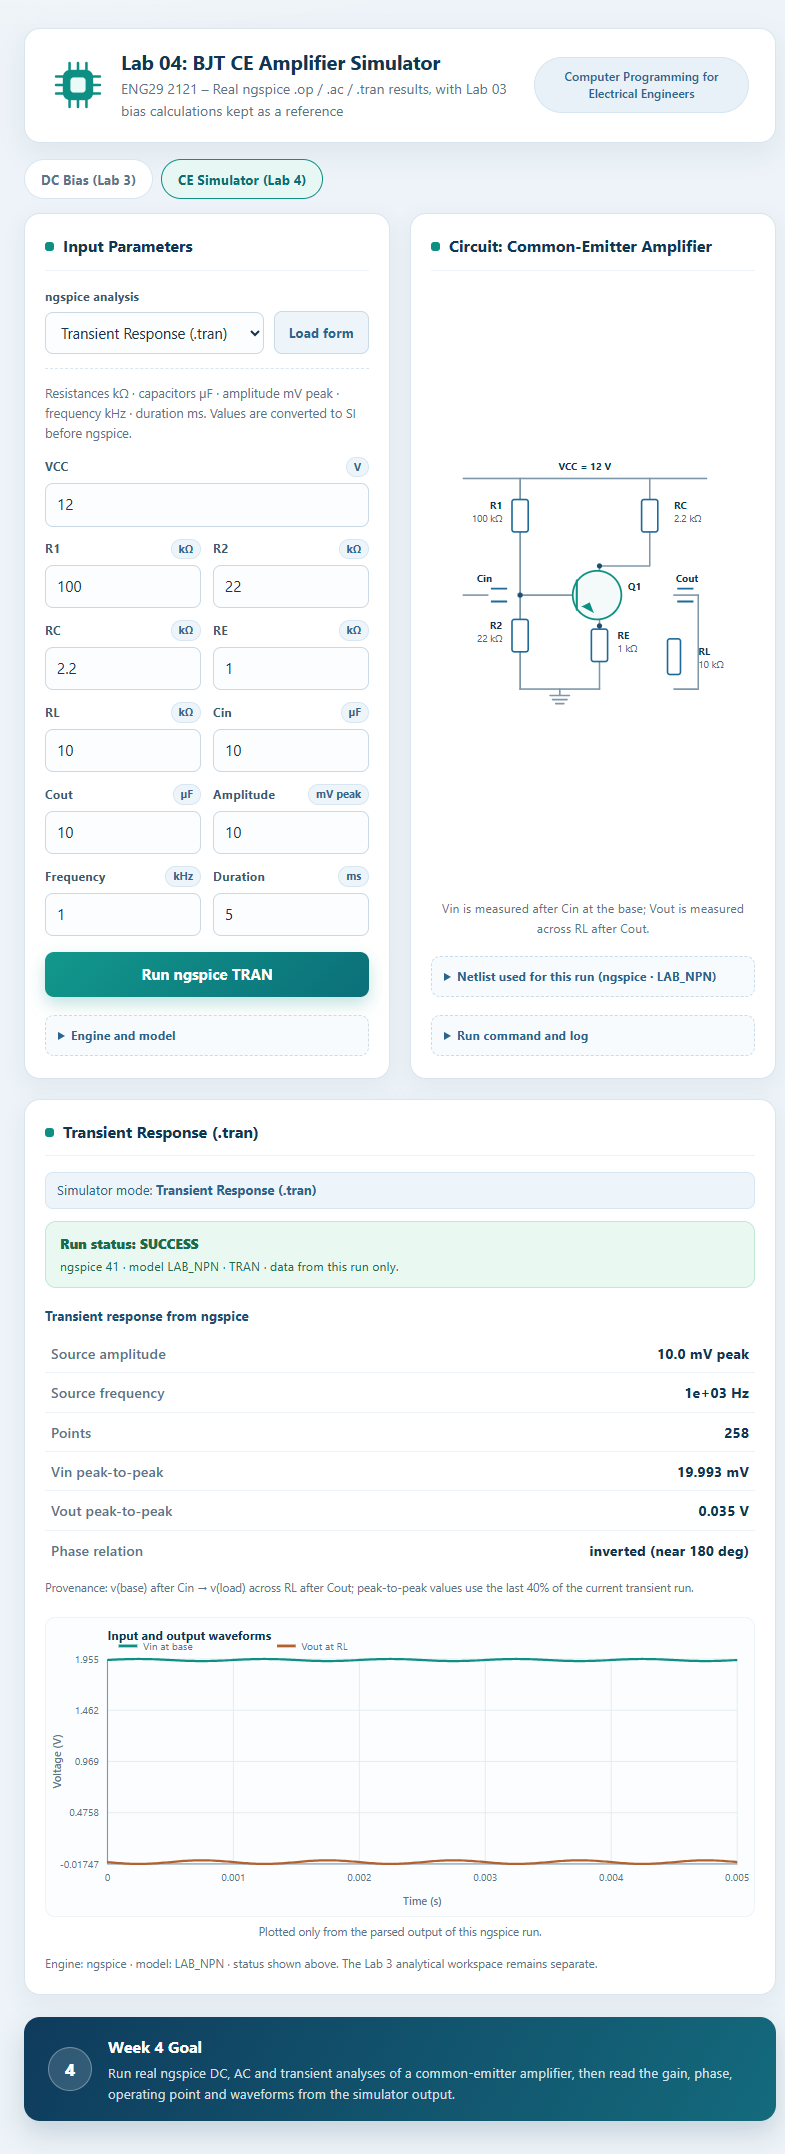 Lab 04: BJT CE Amplifier Simulator
ENG29 2121 – Real ngspice .op / .ac / .tran results, with Lab 03
bias calculations kept as a reference
Computer Programming for
Electrical Engineers
DC Bias (Lab 3)
CE Simulator (Lab 4)
Input Parameters
ngspice analysis
Transient Response (.tran)
Load form
Resistances kΩ · capacitors µF · amplitude mV peak ·
frequency kHz · duration ms. Values are converted to SI
before ngspice.
VCC V
12
R1 kΩ R2 kΩ
100 22
RC kΩ RE kΩ
2.2 1
RL kΩ Cin µF
10 10
Cout µF Amplitude mV peak
10 10
Frequency kHz Duration ms
1 5
Run ngspice TRAN
▶ Engine and model
Circuit: Common-Emitter Amplifier
VCC = 12 V
R1
100 kΩ
RC
2.2 kΩ
Cin
Q1
Cout
R2
22 kΩ
RE
1 kΩ
RL
10 kΩ
Vin is measured after Cin at the base; Vout is measured
across RL after Cout.
▶ Netlist used for this run (ngspice · LAB_NPN)
▶ Run command and log
Transient Response (.tran)
Simulator mode: Transient Response (.tran)
Run status: SUCCESS
ngspice 41 · model LAB_NPN · TRAN · data from this run only.
Transient response from ngspice
Source amplitude 10.0 mV peak
Source frequency 1e+03 Hz
Points 258
Vin peak-to-peak 19.993 mV
Vout peak-to-peak 0.035 V
Phase relation inverted (near 180 deg)
Provenance: v(base) after Cin → v(load) across RL after Cout; peak-to-peak values use the last 40% of the current transient run.
Input and output waveforms
Vin at base Vout at RL
1.955
1.462
0.969
0.4758
-0.01747
Voltage (V)
0 0.001 0.002 0.003 0.004 0.005
Time (s)
Plotted only from the parsed output of this ngspice run.
Engine: ngspice · model: LAB_NPN · status shown above. The Lab 3 analytical workspace remains separate.
4
Week 4 Goal
Run real ngspice DC, AC and transient analyses of a common-emitter amplifier, then read the gain, phase,
operating point and waveforms from the simulator output.